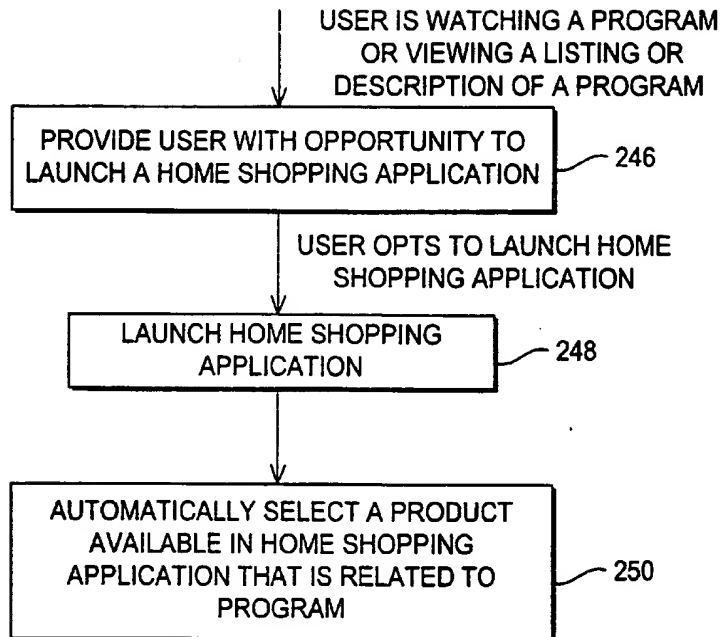 USER IS WATCHING A PROGRAM
OR VIEWING A LISTING OR
DESCRIPTION OF A PROGRAM
PROVIDE USER WITH OPPORTUNITY TO
LAUNCH A HOME SHOPPING APPLICATION
246
USER OPTS TO LAUNCH HOME
SHOPPING APPLICATION
LAUNCH HOME SHOPPING
APPLICATION
248
AUTOMATICALLY SELECT A PRODUCT
AVAILABLE IN HOME SHOPPING
APPLICATION THAT IS RELATED TO
PROGRAM
250